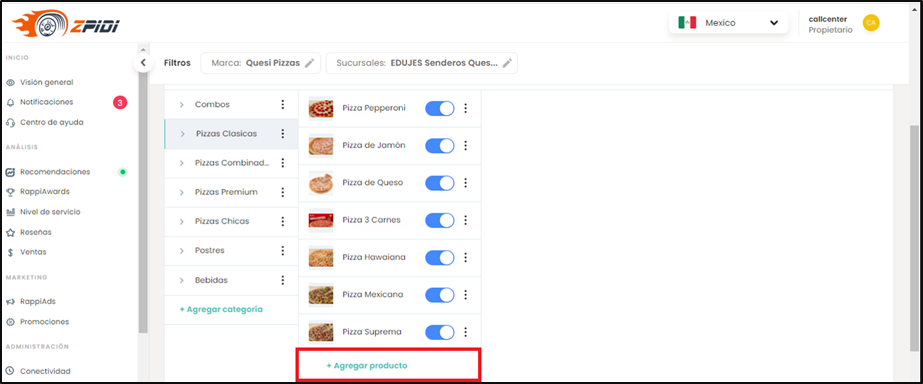 ZPIDI
Mexico
callcenter
Propietario
CA
INICIO
Visión general
Notificaciones
3
Centro de ayuda
ANÁLISIS
Recomendaciones
RappiAwards
Nivel de servicio
Reseñas
Ventas
MARKETING
RappiAds
Promociones
ADMINISTRACIÓN
Conectividad
Filtros
Marca: Quesi Pizzas
Sucursales: EDUJES Senderos Ques...
Combos
Pizzas Clasicas
Pizzas Combinad...
Pizzas Premium
Pizzas Chicas
Postres
Bebidas
+ Agregar categoría
Pizza Pepperoni
Pizza de Jamón
Pizza de Queso
Pizza 3 Carnes
Pizza Hawaiana
Pizza Mexicana
Pizza Suprema
+ Agregar producto